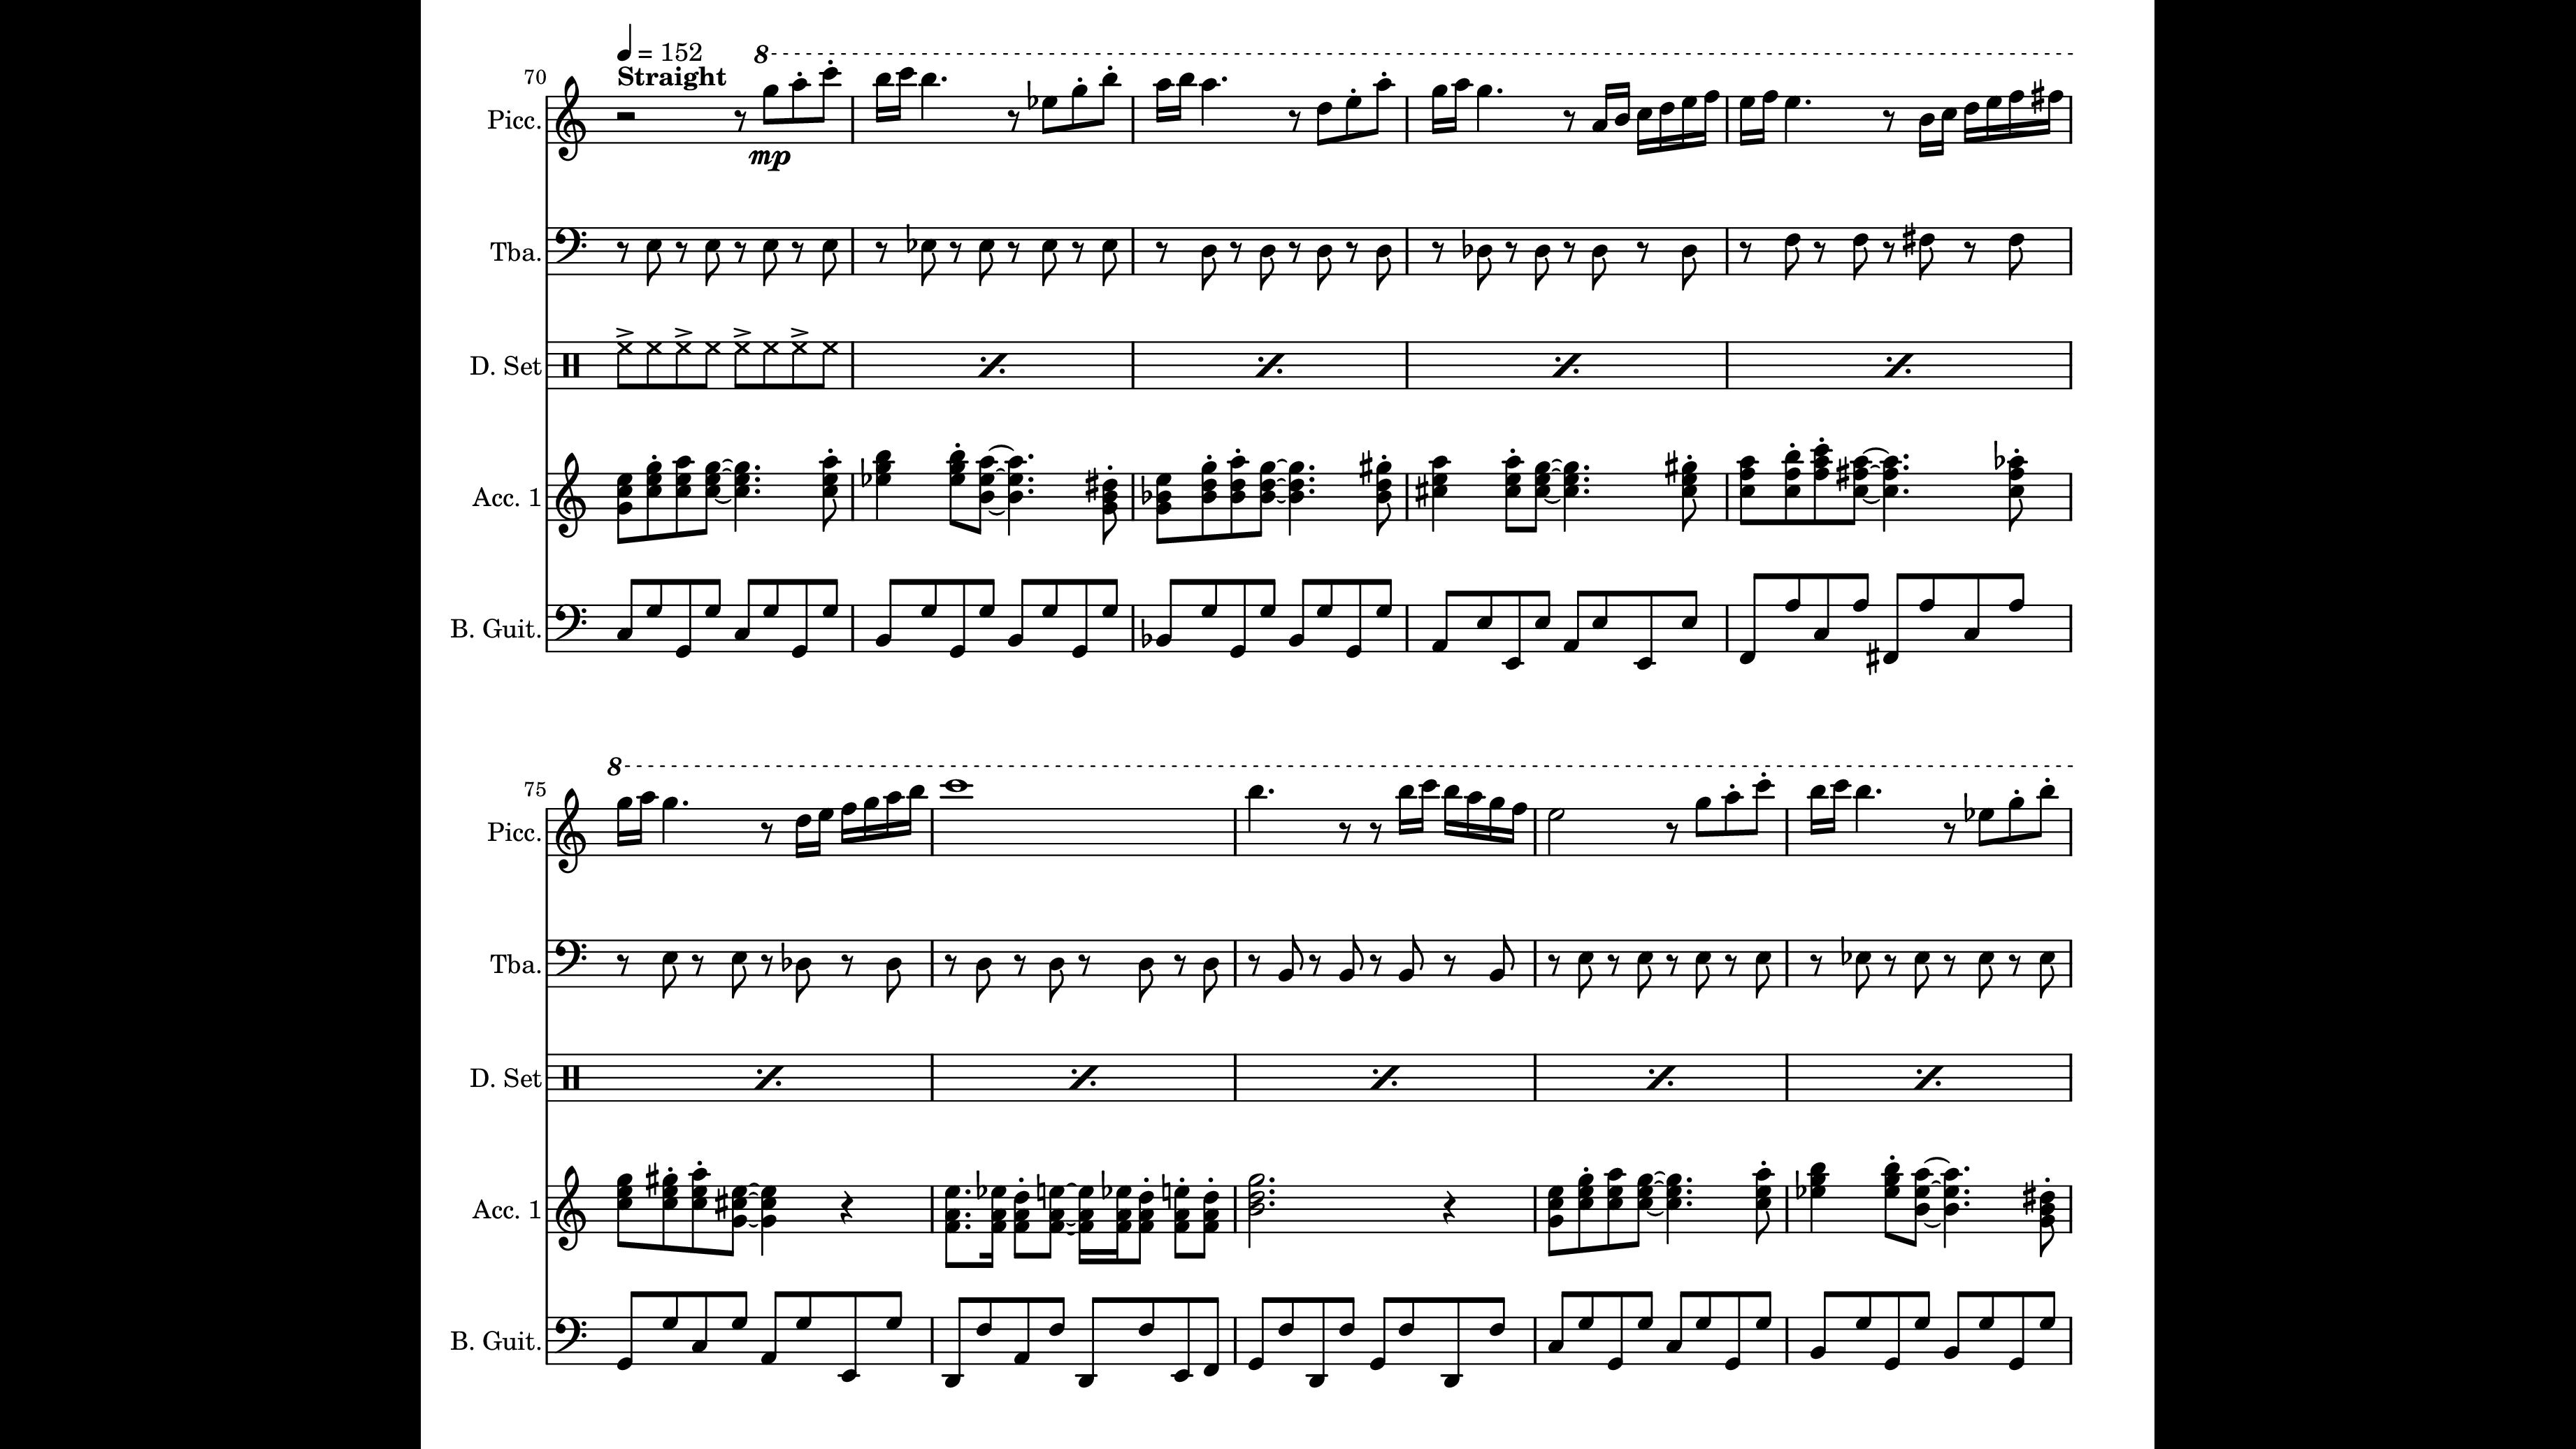 ♩ = 152
8
70 Straight
Picc.
mp
Tba.
D. Set
Acc. 1
B. Guit.
8
75
Picc.
Tba.
D. Set
Acc. 1
B. Guit.